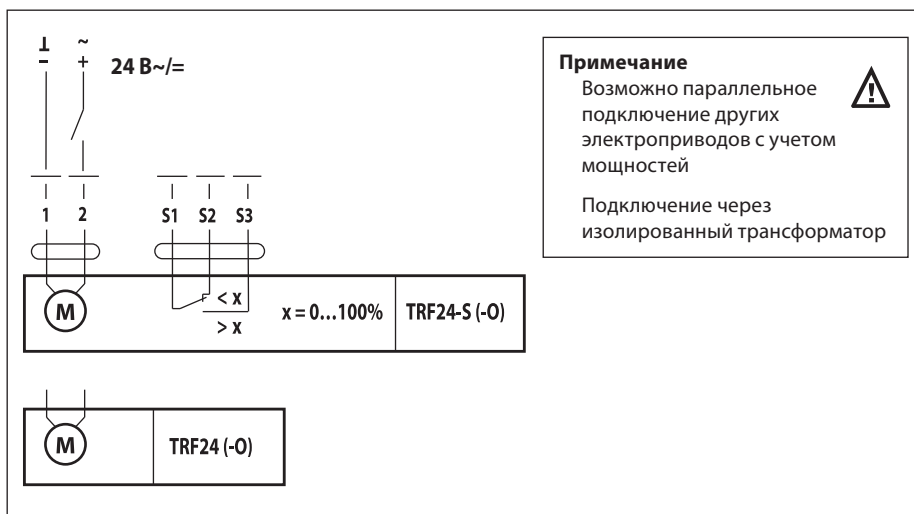 ⊥ ~
– + 24 В~/=
1 2 S1 S2 S3
M < x x = 0...100% TRF24-S (-O)
> x
M TRF24 (-O)
Примечание
Возможно параллельное
подключение других
электроприводов с учетом
мощностей
Подключение через
изолированный трансформатор